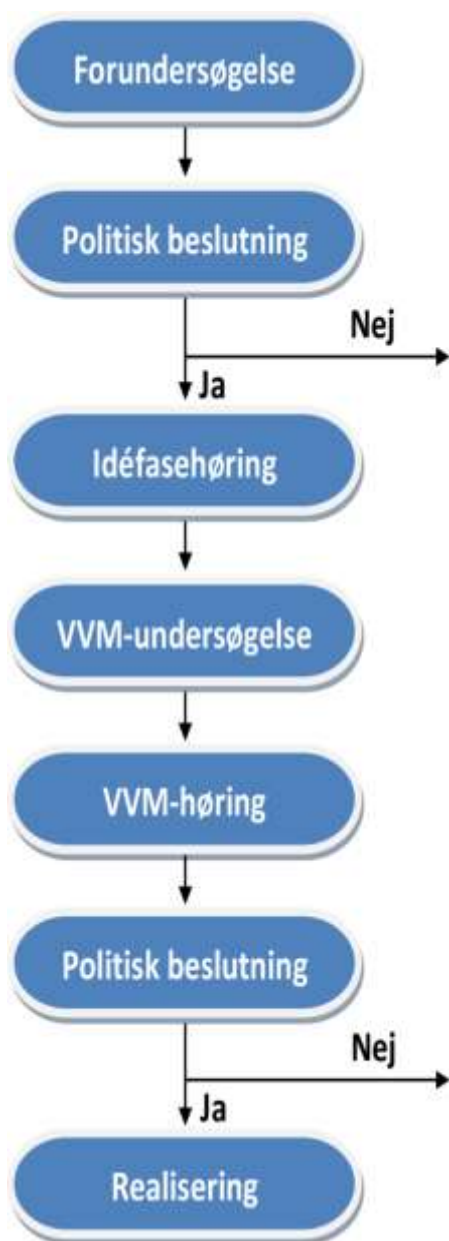 Forundersøgelse
Politisk beslutning
Nej
Ja
Idéfasehøring
VVM-undersøgelse
VVM-høring
Politisk beslutning
Nej
Ja
Realisering